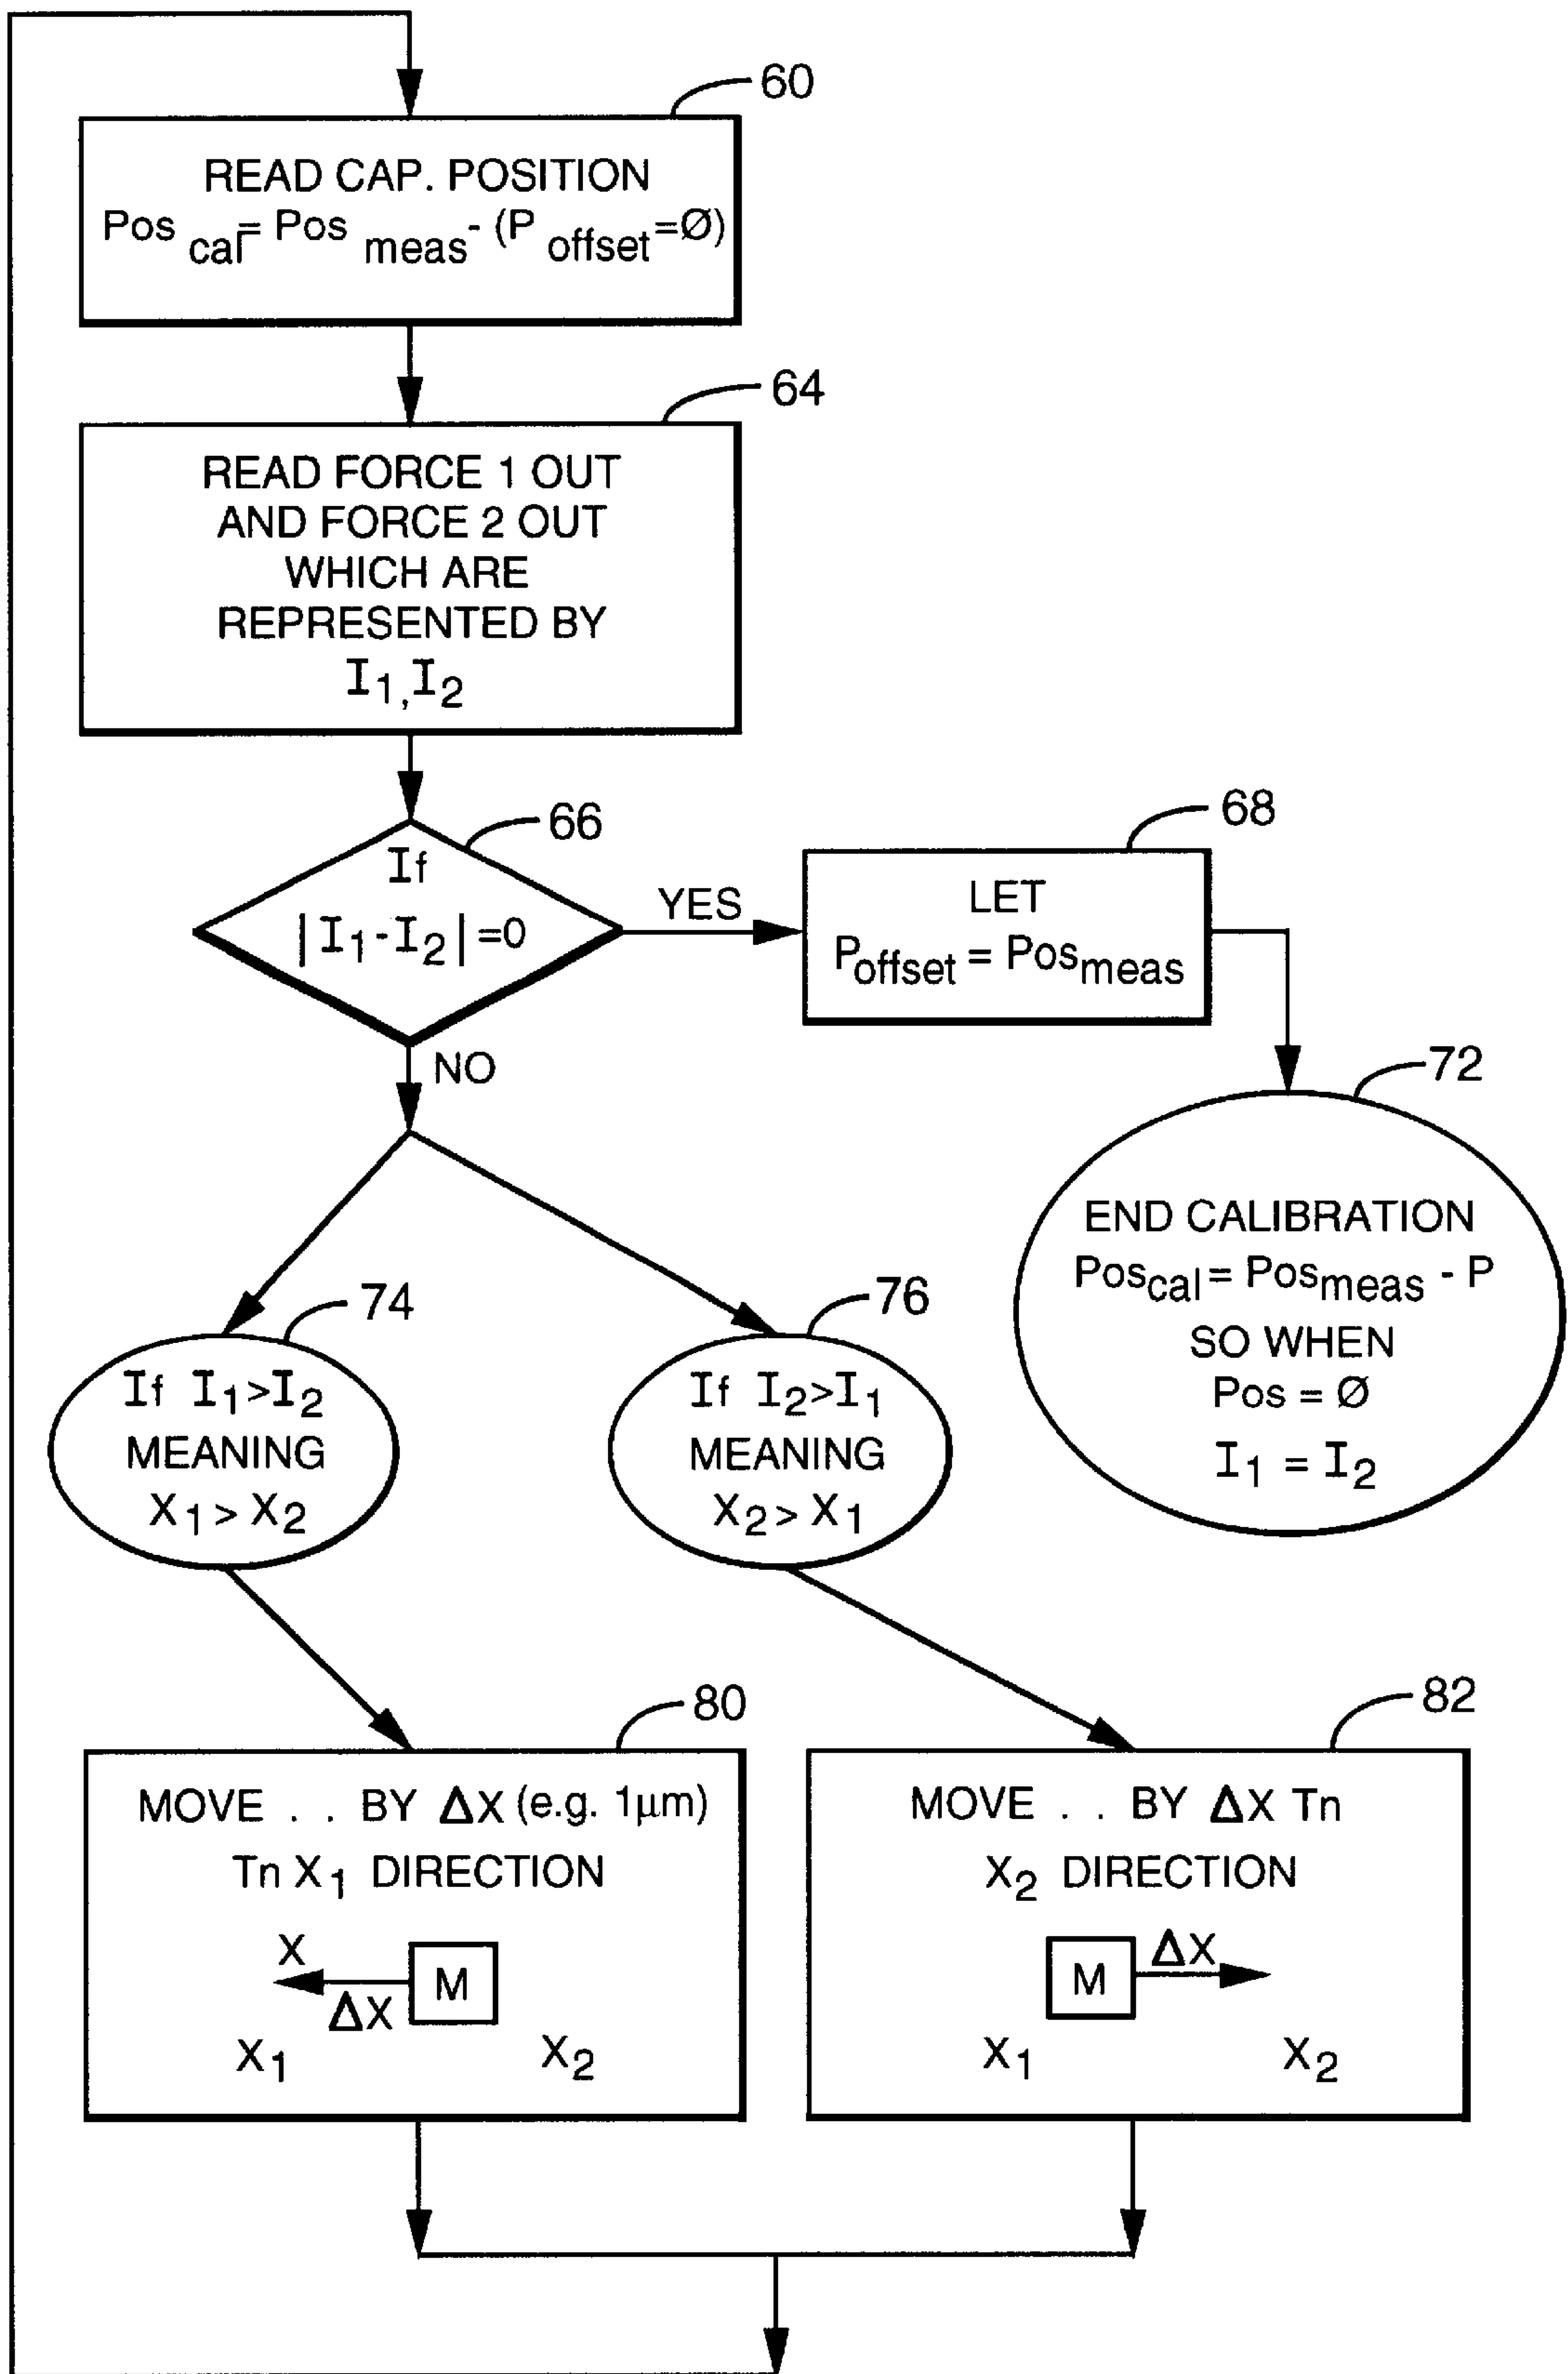 60
READ CAP. POSITION
Pos cal = Pos meas - (P offset =Ø)
64
READ FORCE 1 OUT
AND FORCE 2 OUT
WHICH ARE
REPRESENTED BY
I1, I2
66
If
|I1-I2|=0
YES
68
LET
Poffset = Posmeas
NO
72
END CALIBRATION
Poscal = Posmeas - P
SO WHEN
Pos = Ø
I1 = I2
74
If I1>I2
MEANING
X1 > X2
76
If I2>I1
MEANING
X2 > X1
80
MOVE . . BY ΔX (e.g. 1μm)
Tn X1 DIRECTION
X
ΔX
M
X1 X2
82
MOVE . . BY ΔX Tn
X2 DIRECTION
M
ΔX
X1 X2